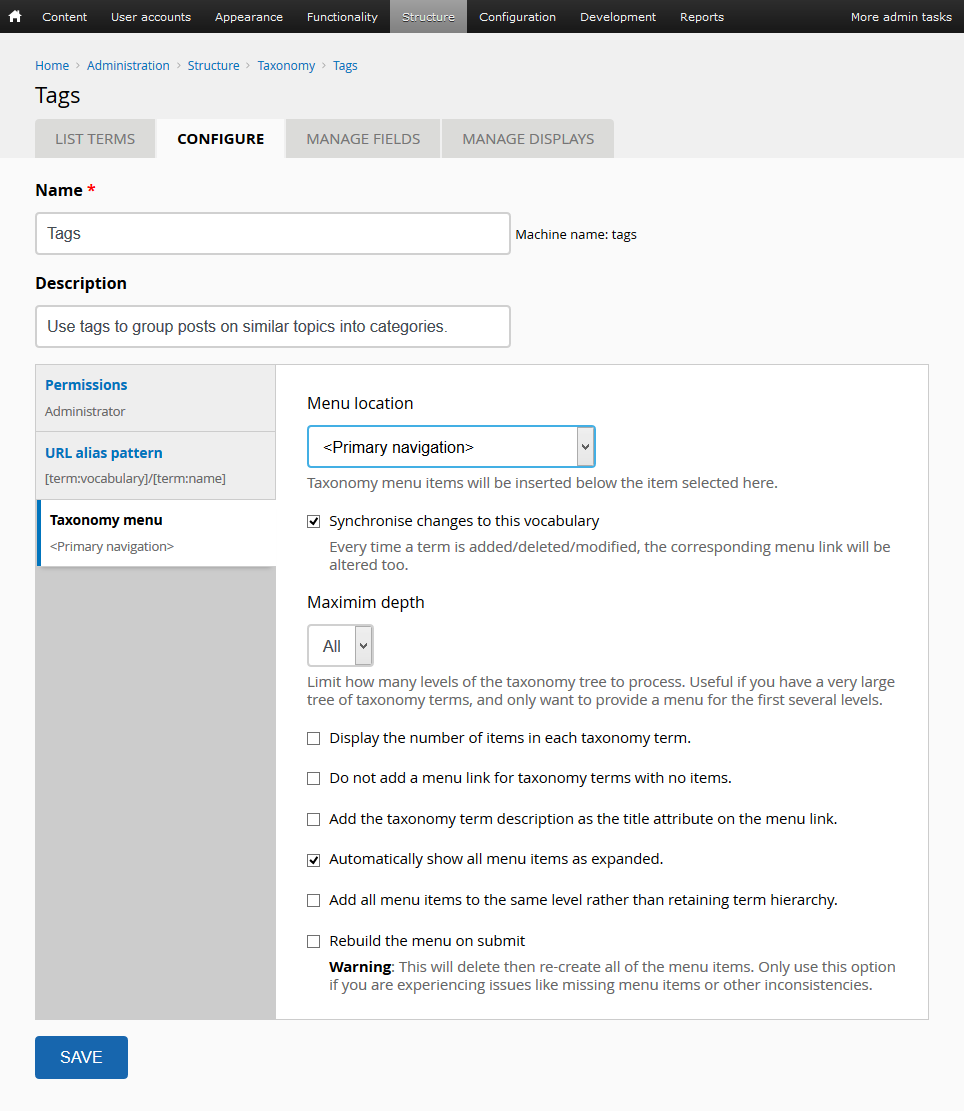 Content User accounts Appearance Functionality Structure Configuration Development Reports More admin tasks
Home › Administration › Structure › Taxonomy › Tags
Tags
LIST TERMS CONFIGURE MANAGE FIELDS MANAGE DISPLAYS
Name *
Tags Machine name: tags
Description
Use tags to group posts on similar topics into categories.
Permissions
Administrator
URL alias pattern
[term:vocabulary]/[term:name]
Taxonomy menu
<Primary navigation>
Menu location
<Primary navigation>
Taxonomy menu items will be inserted below the item selected here.
Synchronise changes to this vocabulary
Every time a term is added/deleted/modified, the corresponding menu link will be
altered too.
Maximim depth
All
Limit how many levels of the taxonomy tree to process. Useful if you have a very large
tree of taxonomy terms, and only want to provide a menu for the first several levels.
Display the number of items in each taxonomy term.
Do not add a menu link for taxonomy terms with no items.
Add the taxonomy term description as the title attribute on the menu link.
Automatically show all menu items as expanded.
Add all menu items to the same level rather than retaining term hierarchy.
Rebuild the menu on submit
Warning: This will delete then re-create all of the menu items. Only use this option
if you are experiencing issues like missing menu items or other inconsistencies.
SAVE